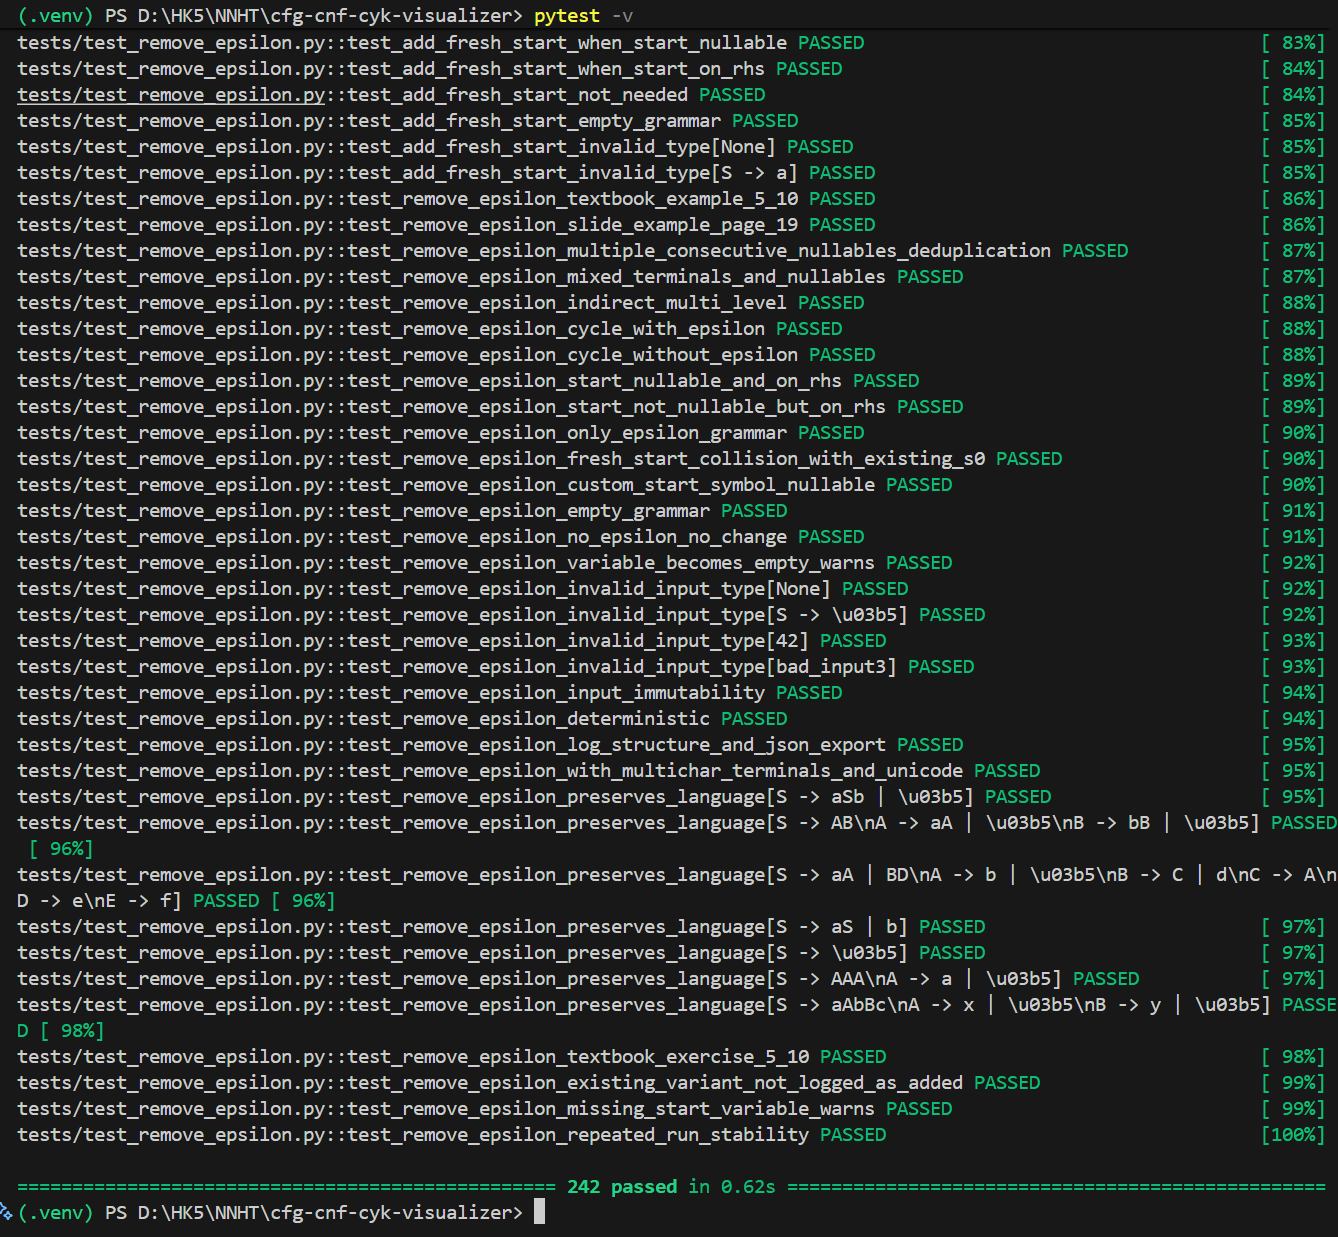 (.venv) PS D:\HK5\NNHT\cfg-cnf-cyk-visualizer> pytest -v
tests/test_remove_epsilon.py::test_add_fresh_start_when_start_nullable PASSED [ 83%]
tests/test_remove_epsilon.py::test_add_fresh_start_when_start_on_rhs PASSED [ 84%]
tests/test_remove_epsilon.py::test_add_fresh_start_not_needed PASSED [ 84%]
tests/test_remove_epsilon.py::test_add_fresh_start_empty_grammar PASSED [ 85%]
tests/test_remove_epsilon.py::test_add_fresh_start_invalid_type[None] PASSED [ 85%]
tests/test_remove_epsilon.py::test_add_fresh_start_invalid_type[S -> a] PASSED [ 85%]
tests/test_remove_epsilon.py::test_remove_epsilon_textbook_example_5_10 PASSED [ 86%]
tests/test_remove_epsilon.py::test_remove_epsilon_slide_example_page_19 PASSED [ 86%]
tests/test_remove_epsilon.py::test_remove_epsilon_multiple_consecutive_nullables_deduplication PASSED [ 87%]
tests/test_remove_epsilon.py::test_remove_epsilon_mixed_terminals_and_nullables PASSED [ 87%]
tests/test_remove_epsilon.py::test_remove_epsilon_indirect_multi_level PASSED [ 88%]
tests/test_remove_epsilon.py::test_remove_epsilon_cycle_with_epsilon PASSED [ 88%]
tests/test_remove_epsilon.py::test_remove_epsilon_cycle_without_epsilon PASSED [ 88%]
tests/test_remove_epsilon.py::test_remove_epsilon_start_nullable_and_on_rhs PASSED [ 89%]
tests/test_remove_epsilon.py::test_remove_epsilon_start_not_nullable_but_on_rhs PASSED [ 89%]
tests/test_remove_epsilon.py::test_remove_epsilon_only_epsilon_grammar PASSED [ 90%]
tests/test_remove_epsilon.py::test_remove_epsilon_fresh_start_collision_with_existing_s0 PASSED [ 90%]
tests/test_remove_epsilon.py::test_remove_epsilon_custom_start_symbol_nullable PASSED [ 90%]
tests/test_remove_epsilon.py::test_remove_epsilon_empty_grammar PASSED [ 91%]
tests/test_remove_epsilon.py::test_remove_epsilon_no_epsilon_no_change PASSED [ 91%]
tests/test_remove_epsilon.py::test_remove_epsilon_variable_becomes_empty_warns PASSED [ 92%]
tests/test_remove_epsilon.py::test_remove_epsilon_invalid_input_type[None] PASSED [ 92%]
tests/test_remove_epsilon.py::test_remove_epsilon_invalid_input_type[S -> \u03b5] PASSED [ 92%]
tests/test_remove_epsilon.py::test_remove_epsilon_invalid_input_type[42] PASSED [ 93%]
tests/test_remove_epsilon.py::test_remove_epsilon_invalid_input_type[bad_input3] PASSED [ 93%]
tests/test_remove_epsilon.py::test_remove_epsilon_input_immutability PASSED [ 94%]
tests/test_remove_epsilon.py::test_remove_epsilon_deterministic PASSED [ 94%]
tests/test_remove_epsilon.py::test_remove_epsilon_log_structure_and_json_export PASSED [ 95%]
tests/test_remove_epsilon.py::test_remove_epsilon_with_multichar_terminals_and_unicode PASSED [ 95%]
tests/test_remove_epsilon.py::test_remove_epsilon_preserves_language[S -> aSb | \u03b5] PASSED [ 95%]
tests/test_remove_epsilon.py::test_remove_epsilon_preserves_language[S -> AB\nA -> aA | \u03b5\nB -> bB | \u03b5] PASSED
[ 96%]
tests/test_remove_epsilon.py::test_remove_epsilon_preserves_language[S -> aA | BD\nA -> b | \u03b5\nB -> C | d\nC -> A\n
D -> e\nE -> f] PASSED [ 96%]
tests/test_remove_epsilon.py::test_remove_epsilon_preserves_language[S -> aS | b] PASSED [ 97%]
tests/test_remove_epsilon.py::test_remove_epsilon_preserves_language[S -> \u03b5] PASSED [ 97%]
tests/test_remove_epsilon.py::test_remove_epsilon_preserves_language[S -> AAA\nA -> a | \u03b5] PASSED [ 97%]
tests/test_remove_epsilon.py::test_remove_epsilon_preserves_language[S -> aAbBc\nA -> x | \u03b5\nB -> y | \u03b5] PASSE
D [ 98%]
tests/test_remove_epsilon.py::test_remove_epsilon_textbook_exercise_5_10 PASSED [ 98%]
tests/test_remove_epsilon.py::test_remove_epsilon_existing_variant_not_logged_as_added PASSED [ 99%]
tests/test_remove_epsilon.py::test_remove_epsilon_missing_start_variable_warns PASSED [ 99%]
tests/test_remove_epsilon.py::test_remove_epsilon_repeated_run_stability PASSED [100%]
================================================= 242 passed in 0.62s =================================================
(.venv) PS D:\HK5\NNHT\cfg-cnf-cyk-visualizer>